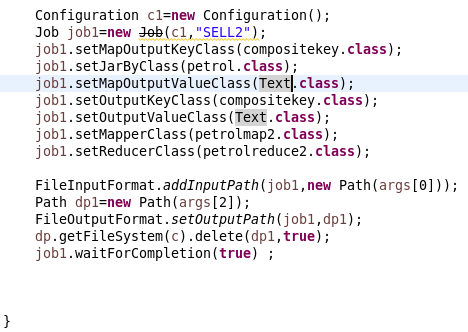 Configuration c1=new Configuration();
Job job1=new Job(c1,"SELL2");
job1.setMapOutputKeyClass(compositekey.class);
job1.setJarByClass(petrol.class);
job1.setMapOutputValueClass(Text.class);
job1.setOutputKeyClass(compositekey.class);
job1.setOutputValueClass(Text.class);
job1.setMapperClass(petrolmap2.class);
job1.setReducerClass(petrolreduce2.class);
FileInputFormat.addInputPath(job1,new Path(args[0]));
Path dp1=new Path(args[2]);
FileOutputFormat.setOutputPath(job1,dp1);
dp.getFileSystem(c).delete(dp1,true);
job1.waitForCompletion(true) ;
}